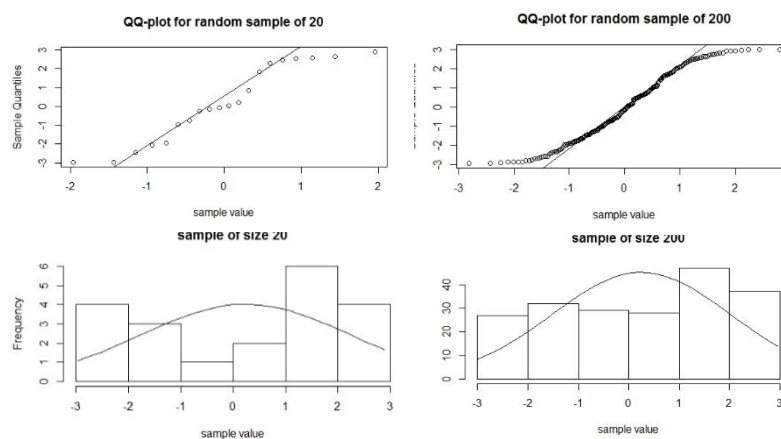 QQ-plot for random sample of 20
Sample Quantiles
3
2
1
0
-1
-2
-3
-2 -1 0 1 2
sample value
QQ-plot for random sample of 200
Sample Quantiles
3
2
1
0
-1
-2
-3
-3 -2 -1 0 1 2
sample value
sample of size 20
Frequency
6
5
4
3
2
1
0
-3 -2 -1 0 1 2 3
sample value
sample of size 200
40
30
20
10
0
-3 -2 -1 0 1 2 3
sample value